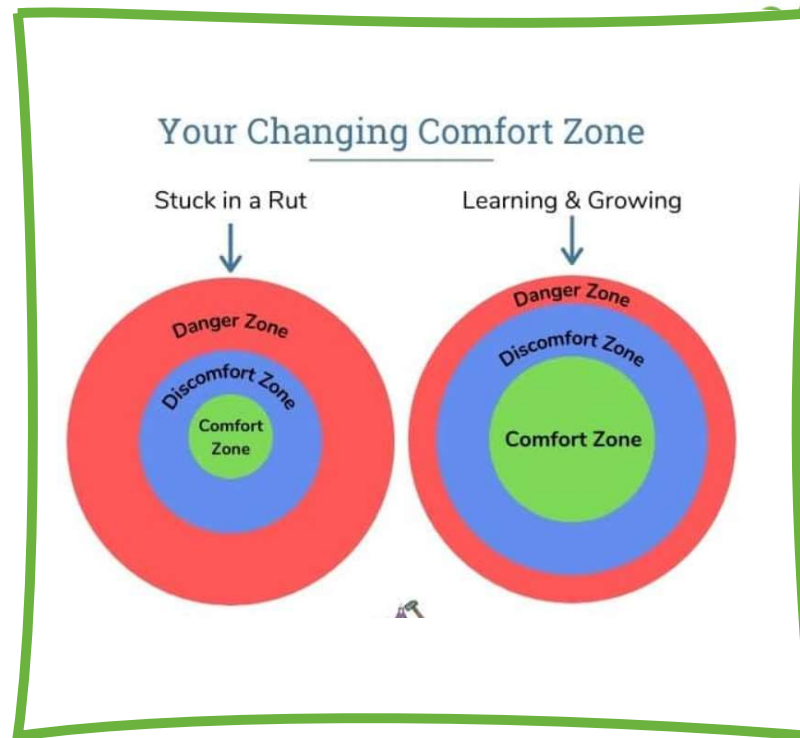 Your Changing Comfort Zone
Stuck in a Rut
Learning & Growing
Danger Zone
Discomfort Zone
Comfort
Zone
Danger Zone
Discomfort Zone
Comfort Zone